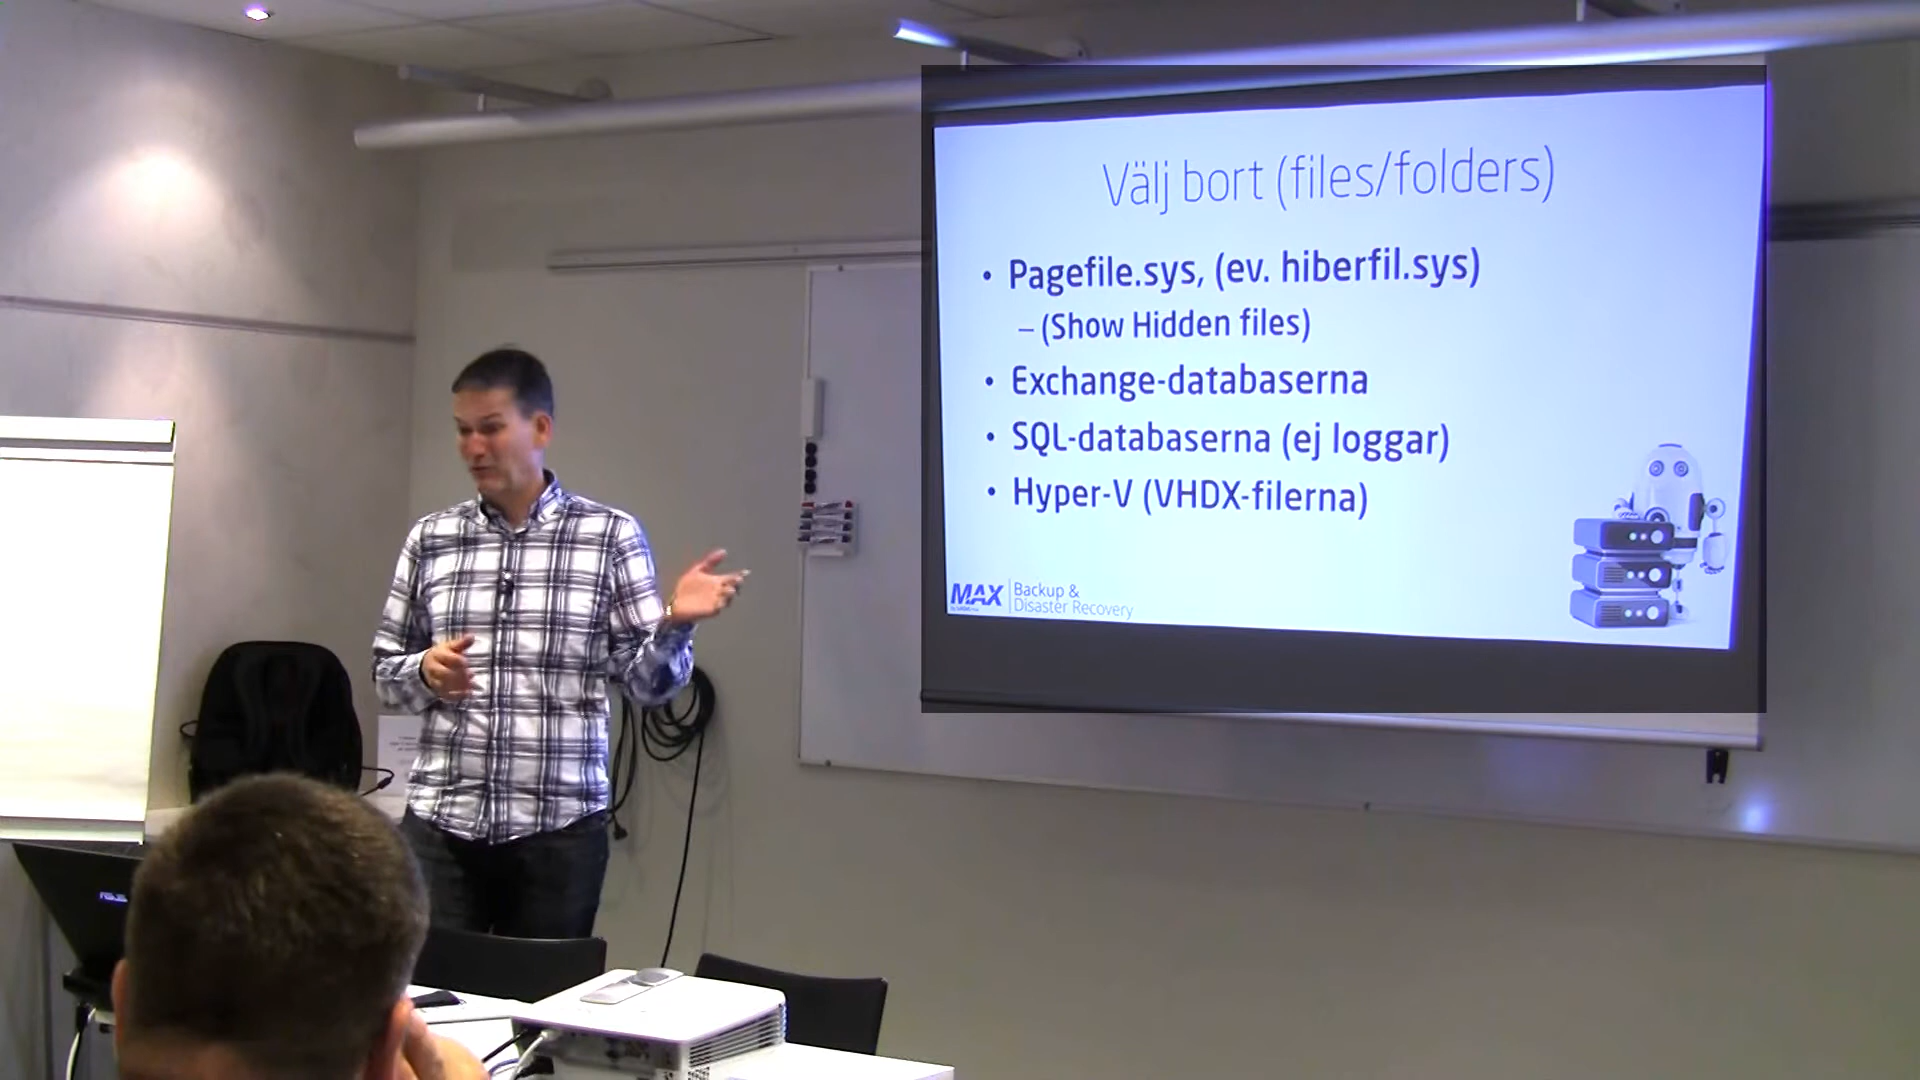 Välj bort (files/folders)
• Pagefile.sys, (ev. hiberfil.sys)
– (Show Hidden files)
• Exchange-databaserna
• SQL-databaserna (ej loggar)
• Hyper-V (VHDX-filerna)
MAX
Backup &
Disaster Recovery